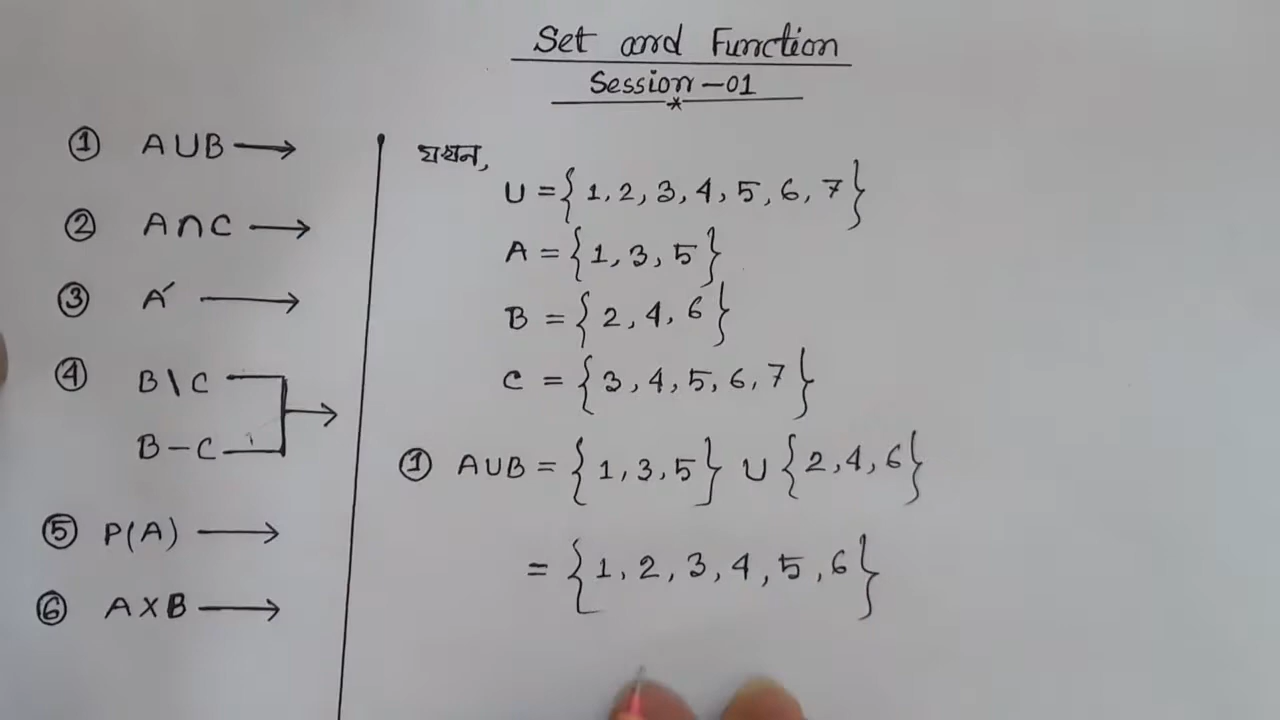 Set and Function
Session-01
① A∪B →
② A∩C →
③ A′ →
④ B\C
B-C →
⑤ P(A) →
⑥ A×B →
যখন,
U = {1, 2, 3, 4, 5, 6, 7}
A = {1, 3, 5}
B = {2, 4, 6}
C = {3, 4, 5, 6, 7}
① A∪B = {1, 3, 5} ∪ {2, 4, 6}
= {1, 2, 3, 4, 5, 6}